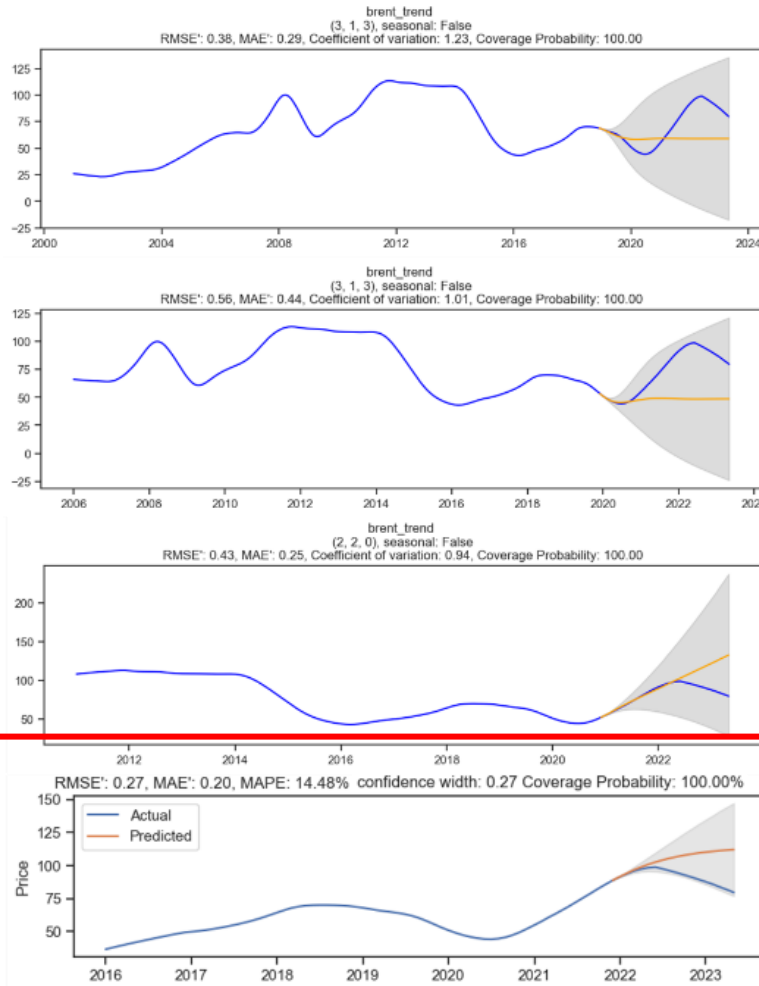 brent_trend
(3, 1, 3), seasonal: False
RMSE': 0.38, MAE': 0.29, Coefficient of variation: 1.23, Coverage Probability: 100.00
125
100
75
50
25
0
−25
2000 2004 2008 2012 2016 2020 2024
brent_trend
(3, 1, 3), seasonal: False
RMSE': 0.56, MAE': 0.44, Coefficient of variation: 1.01, Coverage Probability: 100.00
125
100
75
50
25
0
−25
2006 2008 2010 2012 2014 2016 2018 2020 2022 202
brent_trend
(2, 2, 0), seasonal: False
RMSE': 0.43, MAE': 0.25, Coefficient of variation: 0.94, Coverage Probability: 100.00
200
150
100
50
2012 2014 2016 2018 2020 2022
RMSE': 0.27, MAE': 0.20, MAPE: 14.48% confidence width: 0.27 Coverage Probability: 100.00%
150
125
100
75
50
Price
Actual
Predicted
2016 2017 2018 2019 2020 2021 2022 2023